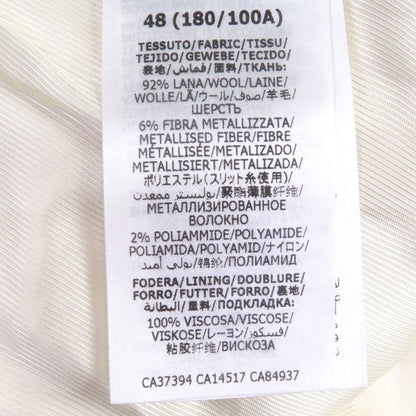 48 (180/100A)
TESSUTO/FABRIC/TISSU/
TEJIDO/GEWEBE/TECIDO/
表地/قماش/面料/ТКАНЬ:
92% LANA/WOOL/LAINE/
WOLLE/LÃ/ウール/صوف/羊毛/
ШЕРСТЬ
6% FIBRA METALLIZZATA/
METALLISED FIBER/FIBRE
MÉTALLISÉE/METALIZADO/
METALLISIERT/METALIZADA/
ポリエステル(スリット糸使用)/
بوليستر ممعدن/聚酯薄膜纤维/
МЕТАЛЛИЗИРОВАННОЕ
ВОЛОКНО
2% POLIAMMIDE/POLYAMIDE/
POLIAMIDA/POLYAMID/ナイロン/
بولي أميد/锦纶/ПОЛИАМИД
FODERA/LINING/DOUBLURE/
FORRO/FUTTER/FORRO/裏地/
البطانة/里料/ПОДКЛАДКА:
100% VISCOSA/VISCOSE/
VISKOSE/レーヨン/فسكوز/
粘胶纤维/ВИСКОЗА
CA37394 CA14517 CA84937